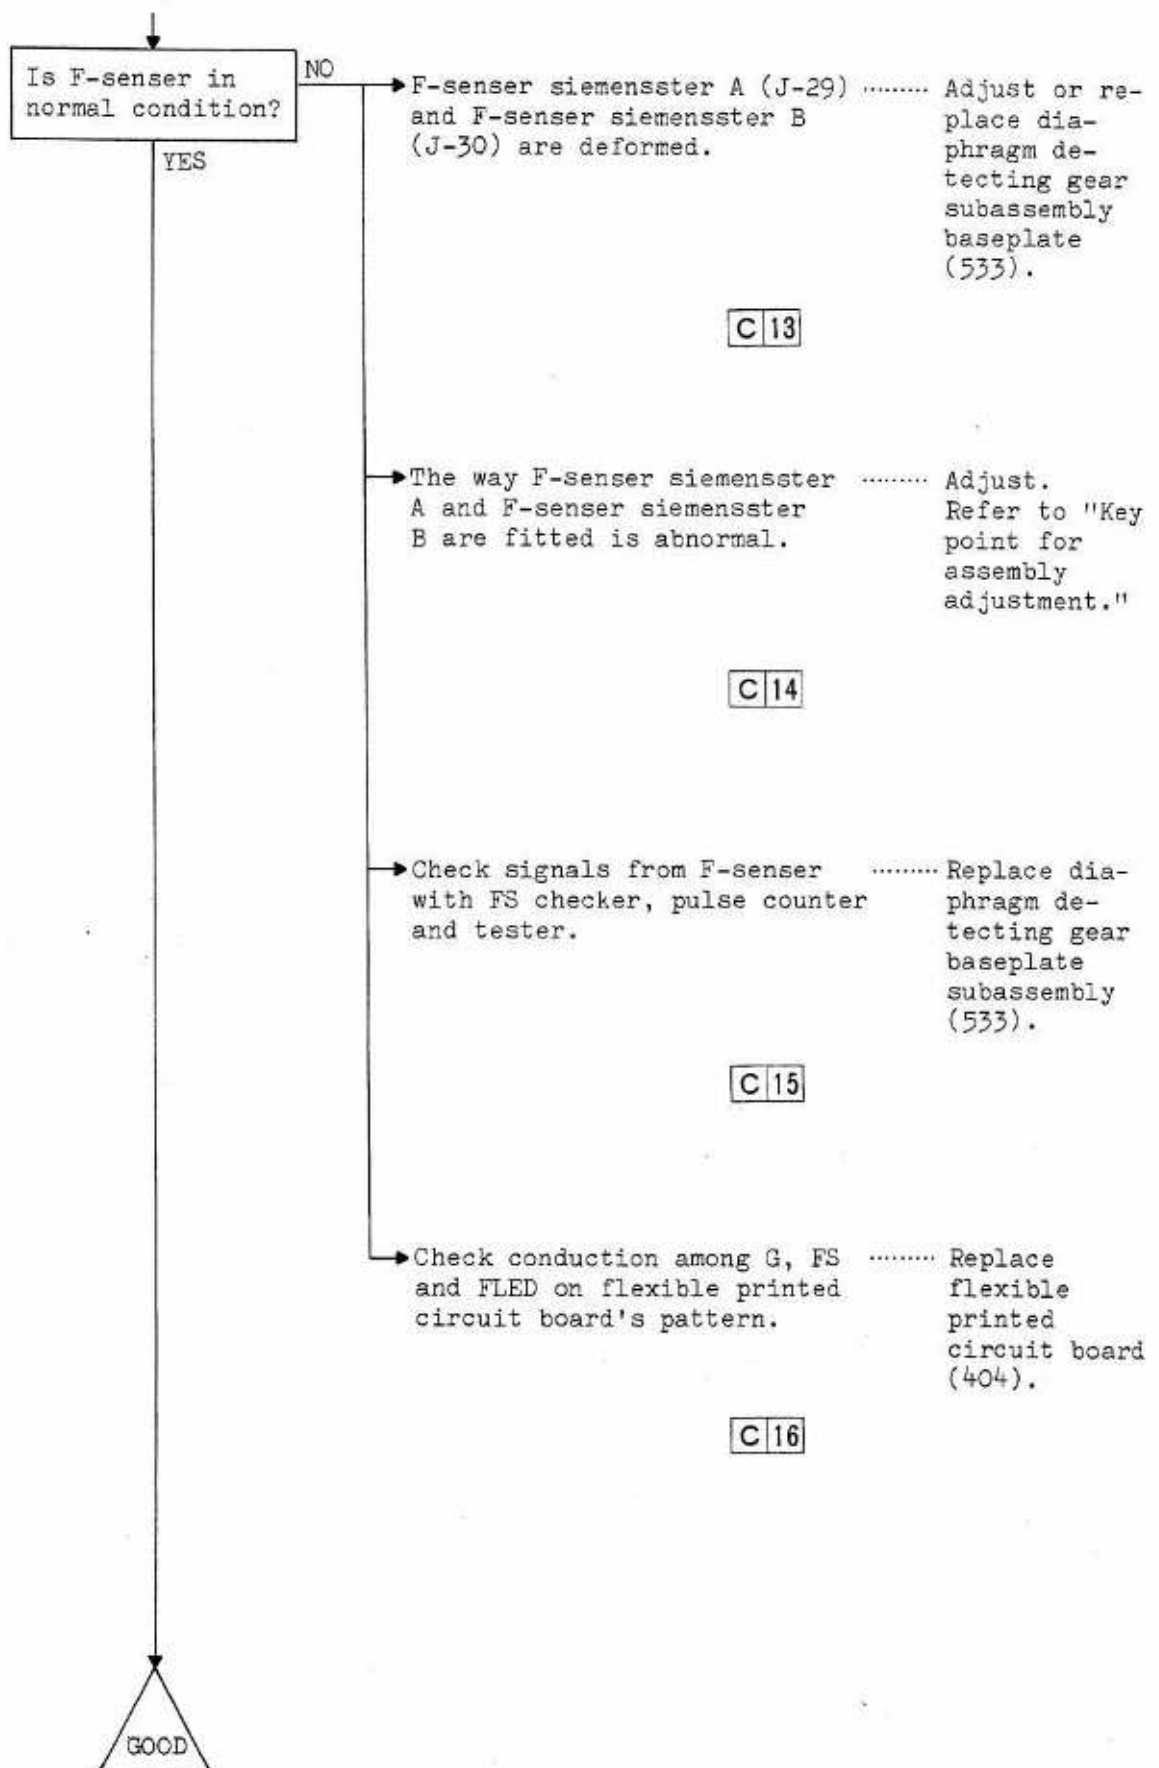 Is F-senser in
normal condition?
NO
YES
F-senser siemensster A (J-29) ········· Adjust or re-
and F-senser siemensster B place dia-
(J-30) are deformed. phragm de-
tecting gear
subassembly
baseplate
(533).
C 13
The way F-senser siemensster ········· Adjust.
A and F-senser siemensster Refer to "Key
B are fitted is abnormal. point for
assembly
adjustment."
C 14
Check signals from F-senser ········· Replace dia-
with FS checker, pulse counter phragm de-
and tester. tecting gear
baseplate
subassembly
(533).
C 15
Check conduction among G, FS ········· Replace
and FLED on flexible printed flexible
circuit board's pattern. printed
circuit board
(404).
C 16
GOOD